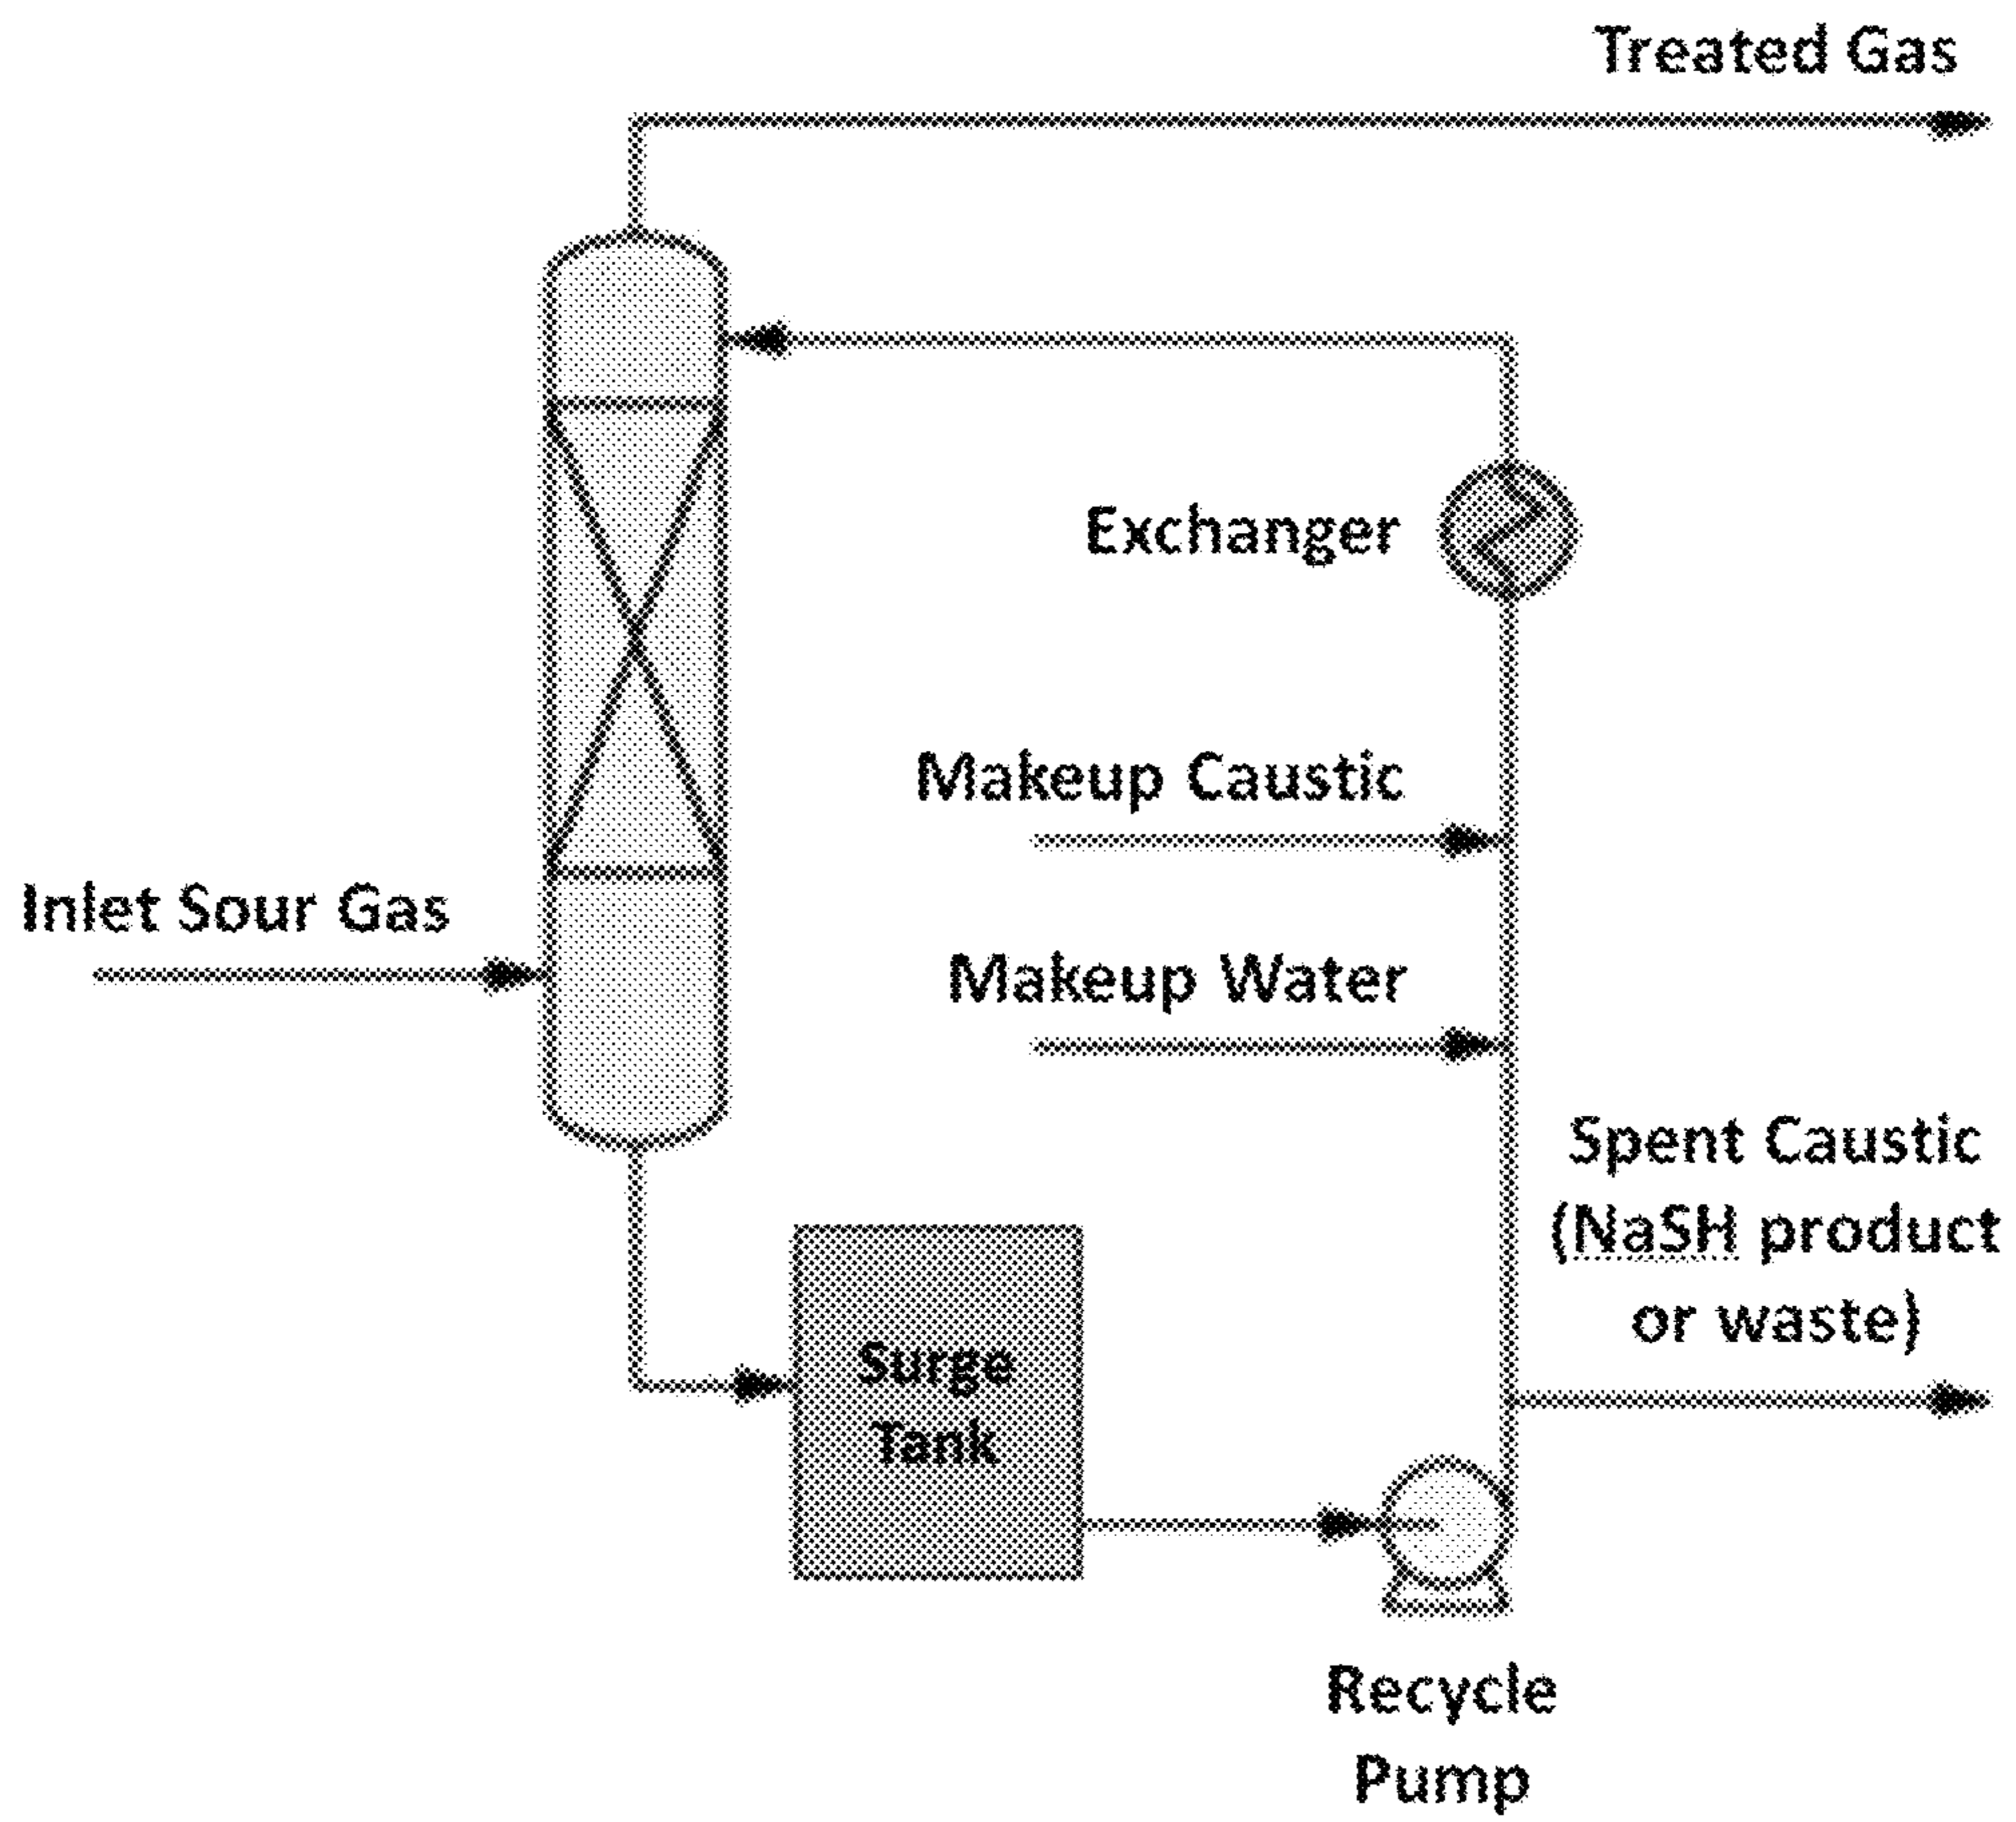 Treated Gas
Exchanger
Makeup Caustic
Inlet Sour Gas
Makeup Water
Spent Caustic
(NaSH product
or waste)
Surge
Tank
Recycle
Pump